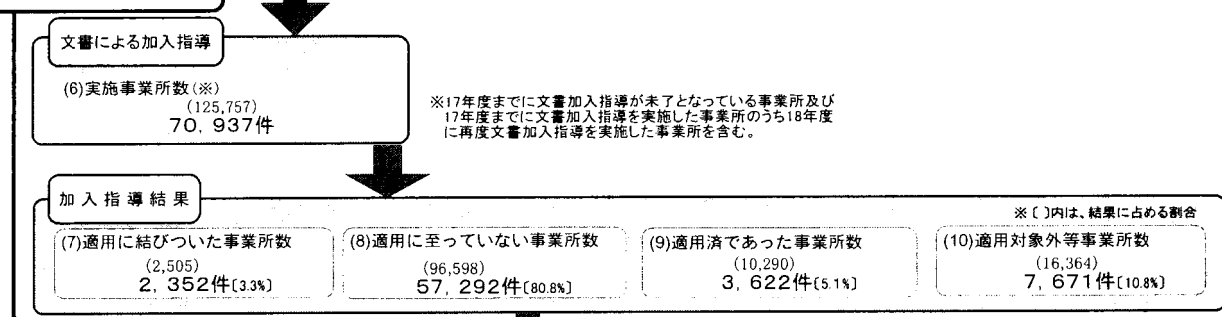 文書による加入指導
(6)実施事業所数(※)
(125,757)
70,937件
※17年度までに文書加入指導が未了となっている事業所及び
17年度までに文書加入指導を実施した事業所のうち18年度
に再度文書加入指導を実施した事業所を含む。
加入指導結果
※〔 〕内は、結果に占める割合
(7)適用に結びついた事業所数
(2,505)
2,352件〔3.3%〕
(8)適用に至っていない事業所数
(96,598)
57,292件〔80.8%〕
(9)適用済であった事業所数
(10,290)
3,622件〔5.1%〕
(10)適用対象外等事業所数
(16,364)
7,671件〔10.8%〕